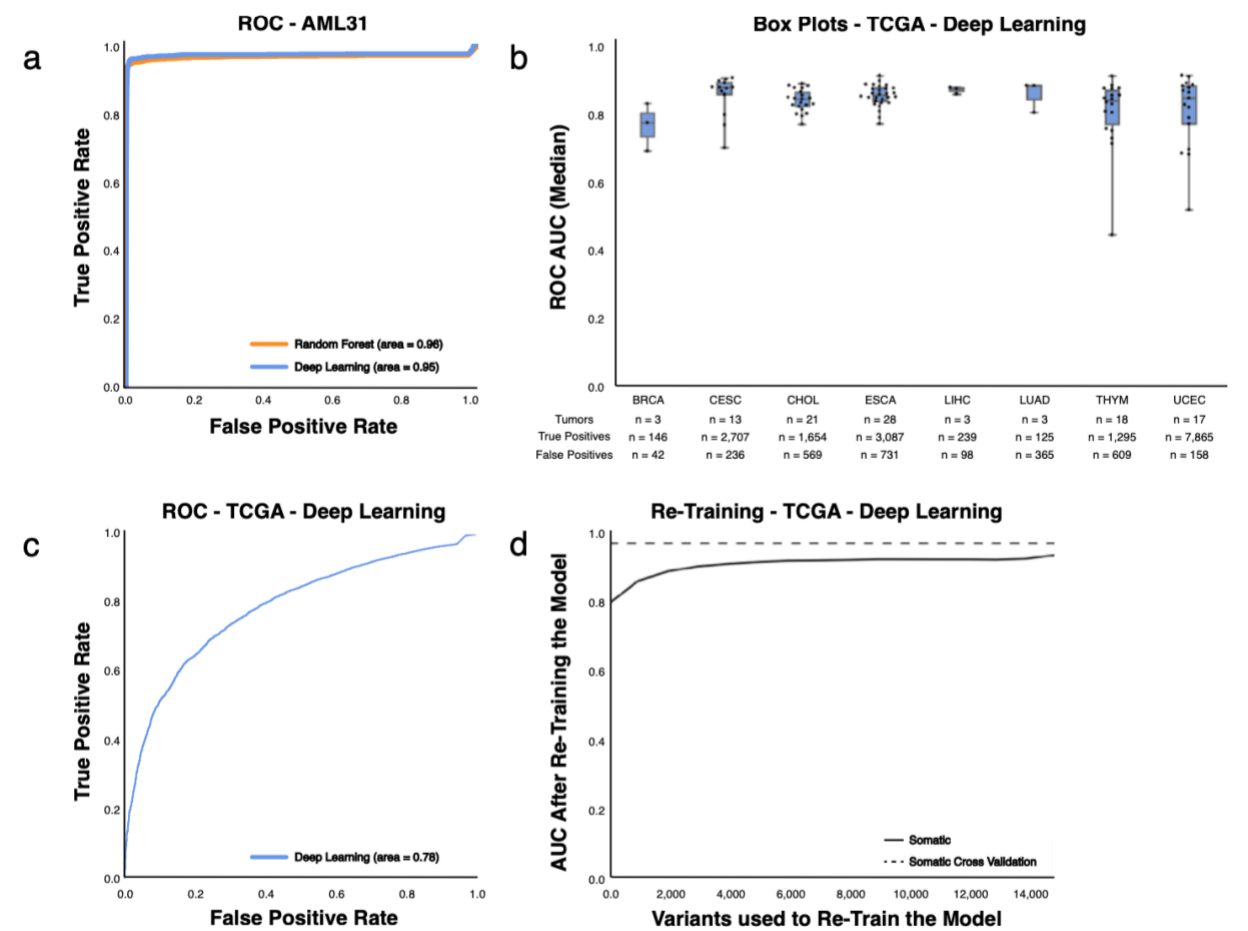 a
ROC - AML31
True Positive Rate
1.0
0.8
0.6
0.4
0.2
0.0
0.0 0.2 0.4 0.6 0.8 1.0
False Positive Rate
Random Forest (area = 0.96)
Deep Learning (area = 0.95)
b
Box Plots - TCGA - Deep Learning
ROC AUC (Median)
1.0
0.8
0.6
0.4
0.2
0.0
BRCA CESC CHOL ESCA LIHC LUAD THYM UCEC
Tumors n = 3 n = 13 n = 21 n = 28 n = 3 n = 3 n = 18 n = 17
True Positives n = 146 n = 2,707 n = 1,654 n = 3,087 n = 239 n = 125 n = 1,295 n = 7,865
False Positives n = 42 n = 236 n = 569 n = 731 n = 98 n = 365 n = 609 n = 158
c
ROC - TCGA - Deep Learning
True Positive Rate
1.0
0.8
0.6
0.4
0.2
0.0
0.0 0.2 0.4 0.6 0.8 1.0
False Positive Rate
Deep Learning (area = 0.78)
d
Re-Training - TCGA - Deep Learning
AUC After Re-Training the Model
1.0
0.8
0.6
0.4
0.2
0.0
0.0 2,000 4,000 6,000 8,000 10,000 12,000 14,000
Variants used to Re-Train the Model
Somatic
Somatic Cross Validation